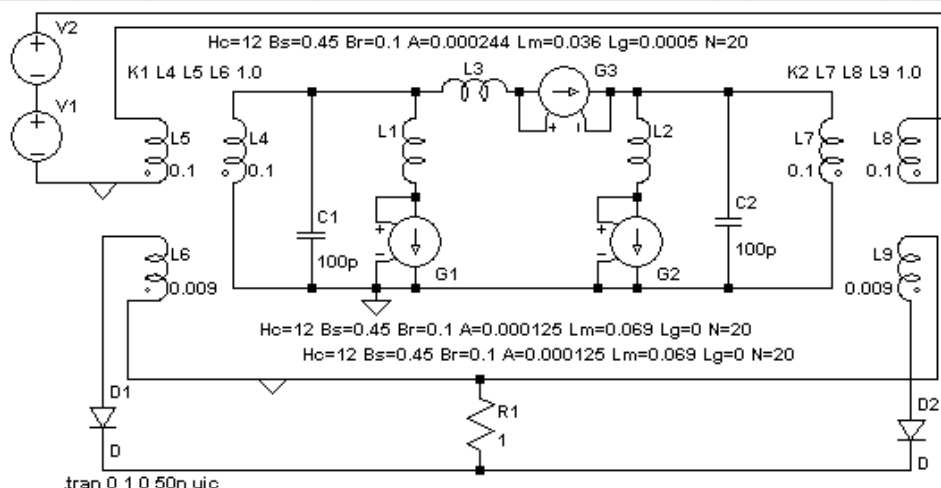 V2
Hc=12 Bs=0.45 Br=0.1 A=0.000244 Lm=0.036 Lg=0.0005 N=20
K1 L4 L5 L6 1.0
L3
G3
K2 L7 L8 L9 1.0
V1
L5
L4
L1
L2
L7
L8
0.1
0.1
0.1
0.1
C1
C2
L6
100p
G1
G2
100p
L9
0.009
0.009
Hc=12 Bs=0.45 Br=0.1 A=0.000125 Lm=0.069 Lg=0 N=20
Hc=12 Bs=0.45 Br=0.1 A=0.000125 Lm=0.069 Lg=0 N=20
D1
R1
D2
1
D
D
.tran 0 1 0 50n uic